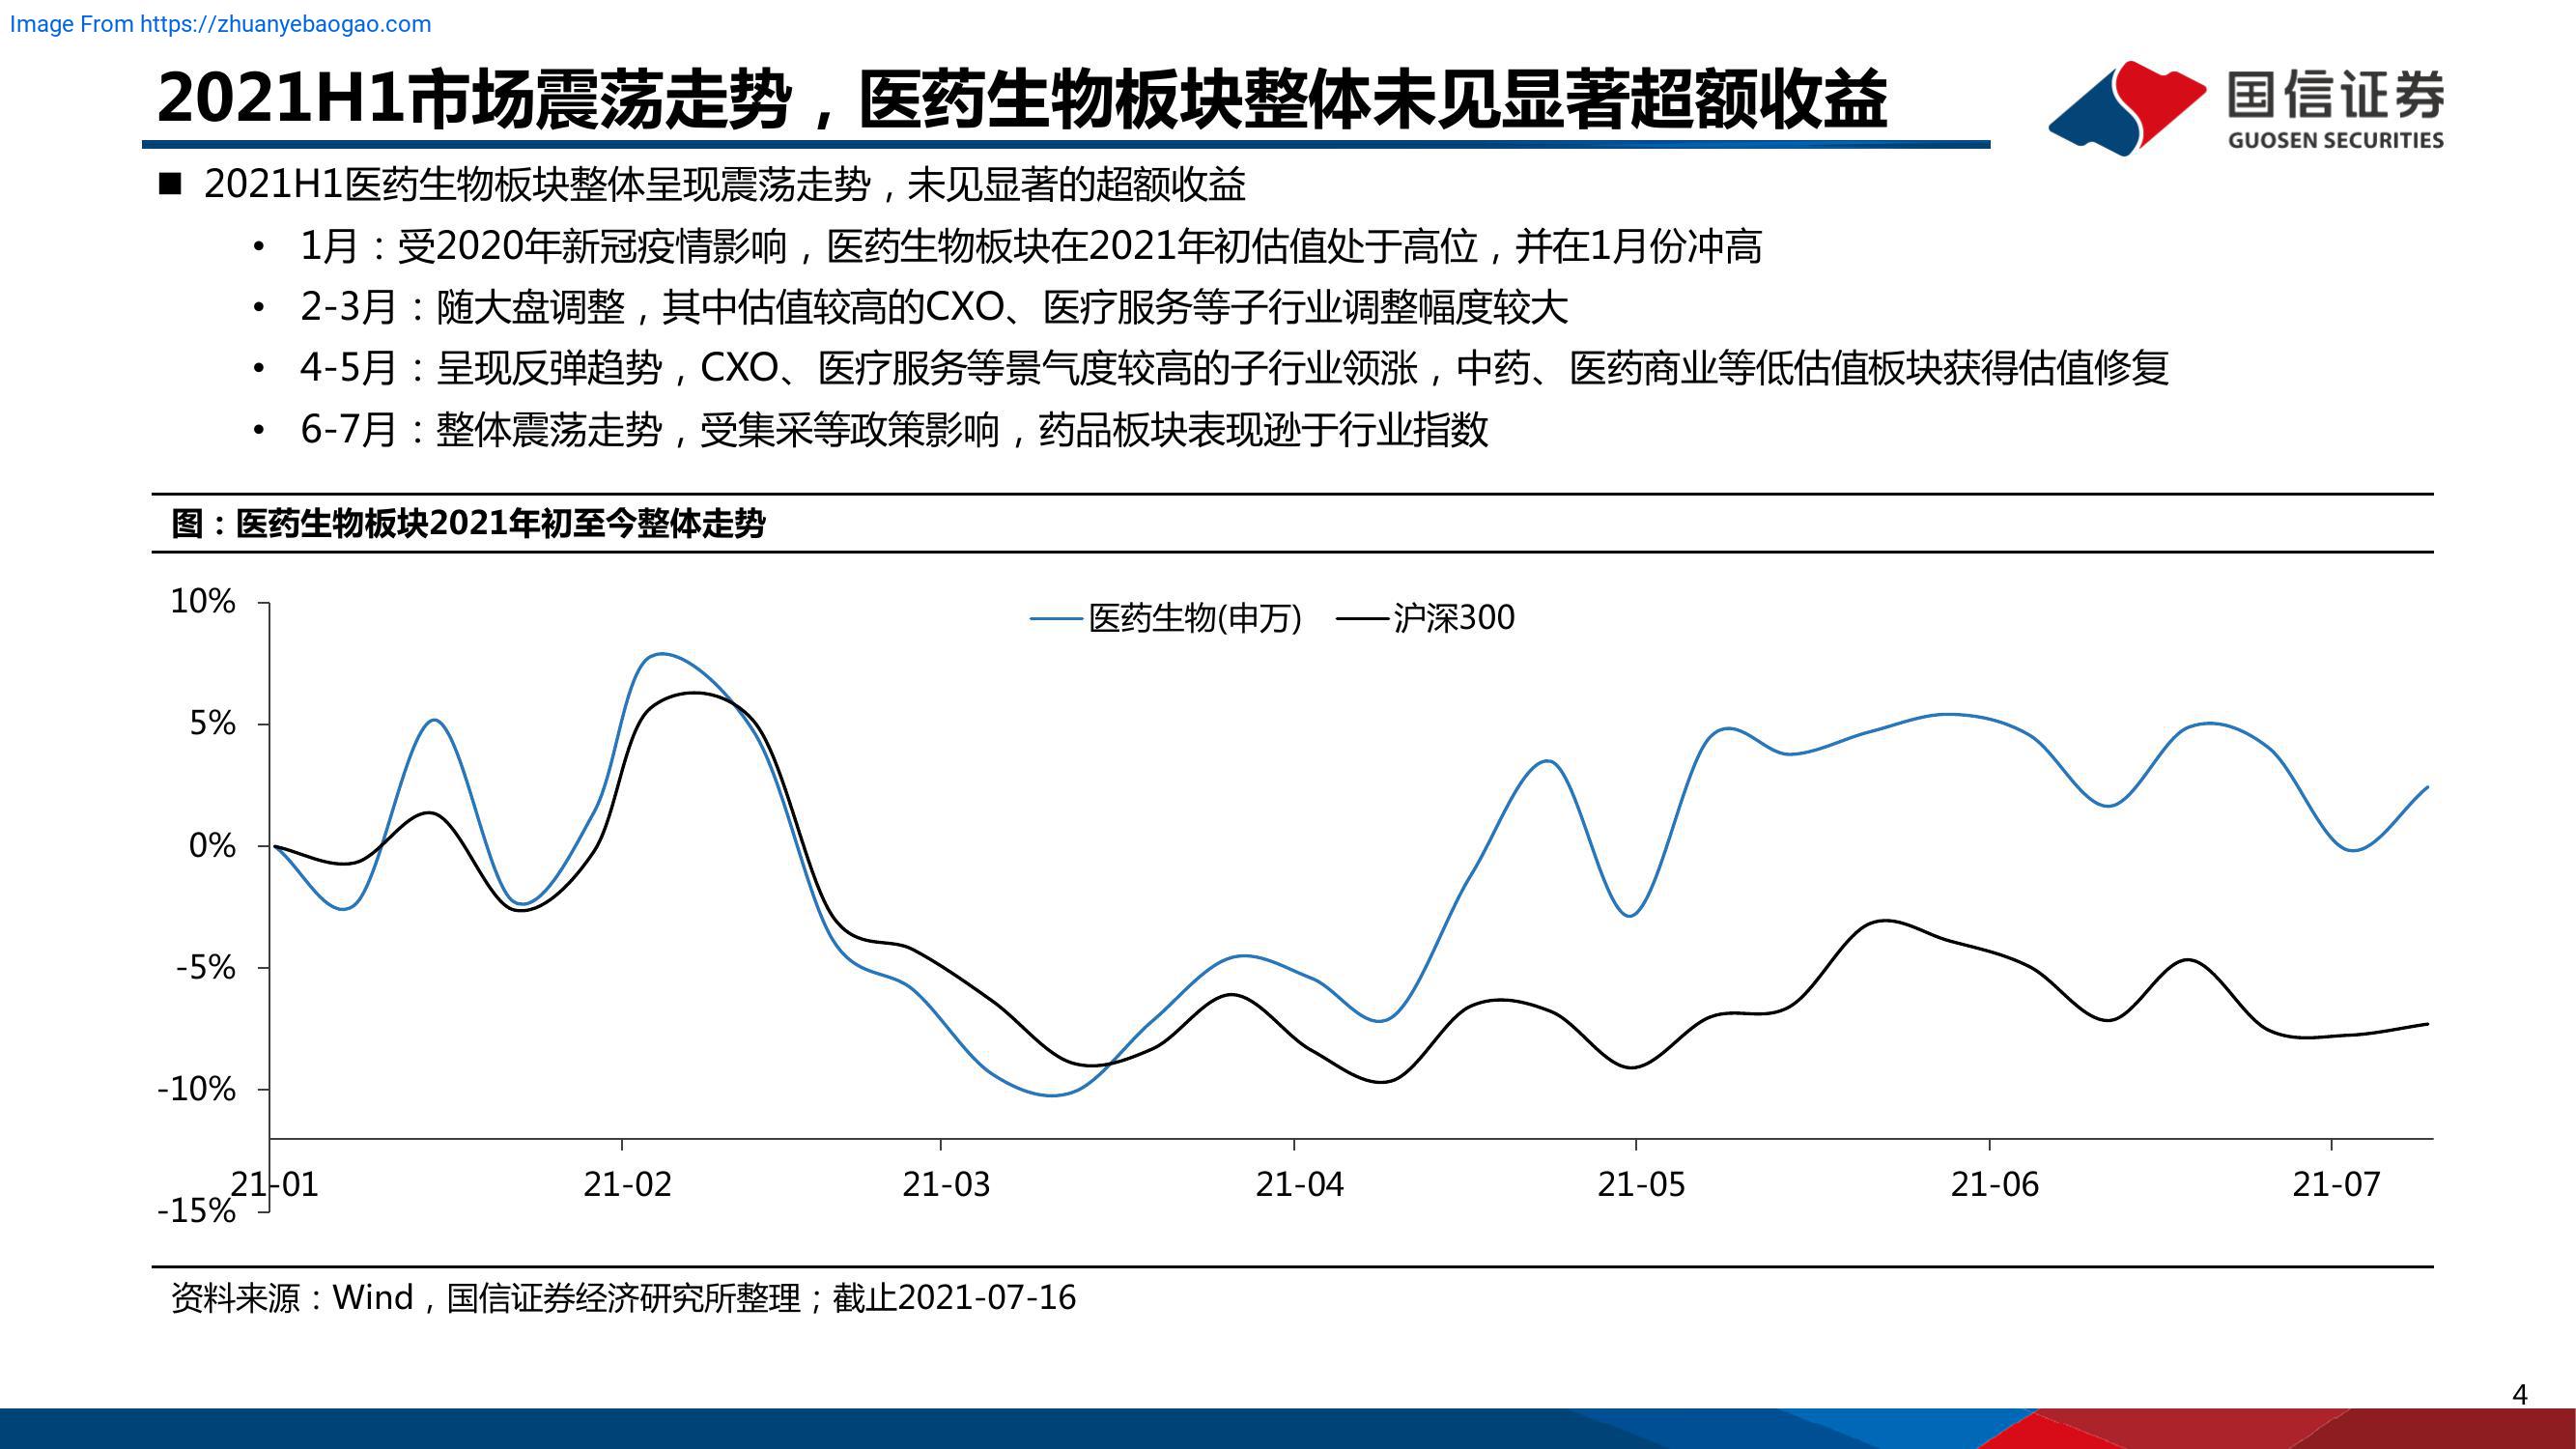 Image From https://zhuanyebaogao.com
2021H1市场震荡走势，医药生物板块整体未见显著超额收益
国信证券
GUOSEN SECURITIES
■ 2021H1医药生物板块整体呈现震荡走势，未见显著的超额收益
• 1月：受2020年新冠疫情影响，医药生物板块在2021年初估值处于高位，并在1月份冲高
• 2-3月：随大盘调整，其中估值较高的CXO、医疗服务等子行业调整幅度较大
• 4-5月：呈现反弹趋势，CXO、医疗服务等景气度较高的子行业领涨，中药、医药商业等低估值板块获得估值修复
• 6-7月：整体震荡走势，受集采等政策影响，药品板块表现逊于行业指数
图：医药生物板块2021年初至今整体走势
医药生物(申万) 沪深300
10%
5%
0%
-5%
-10%
-15%
21-01 21-02 21-03 21-04 21-05 21-06 21-07
资料来源：Wind，国信证券经济研究所整理；截止2021-07-16
4